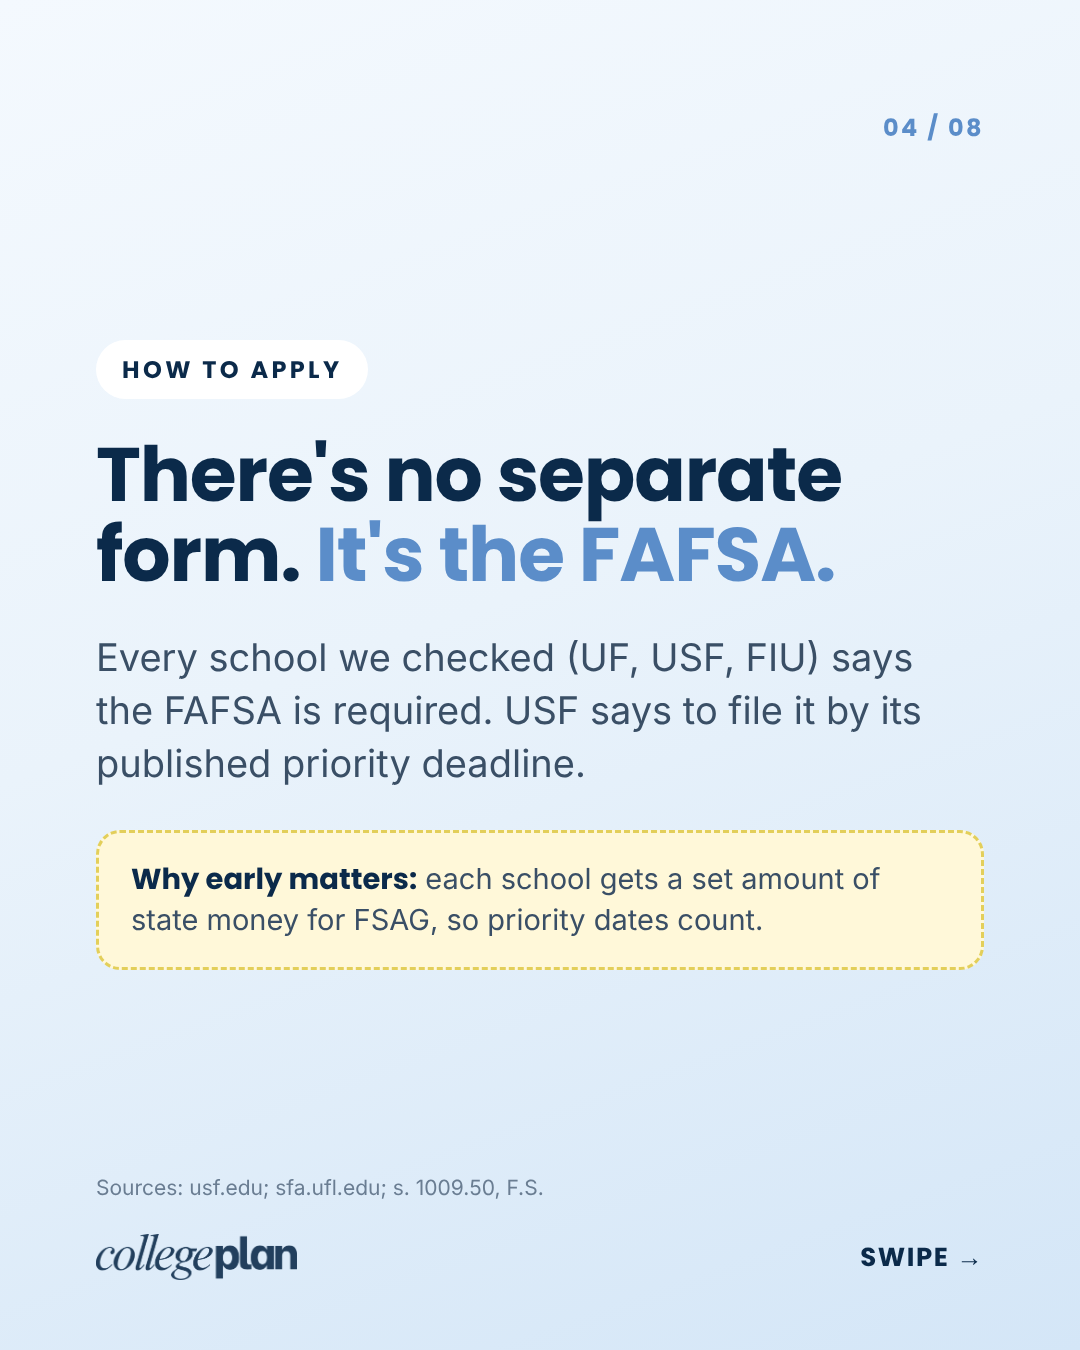 04 / 08
HOW TO APPLY
There's no separate
form. It's the FAFSA.
Every school we checked (UF, USF, FIU) says
the FAFSA is required. USF says to file it by its
published priority deadline.
Why early matters: each school gets a set amount of
state money for FSAG, so priority dates count.
Sources: usf.edu; sfa.ufl.edu; s. 1009.50, F.S.
collegeplan
SWIPE →